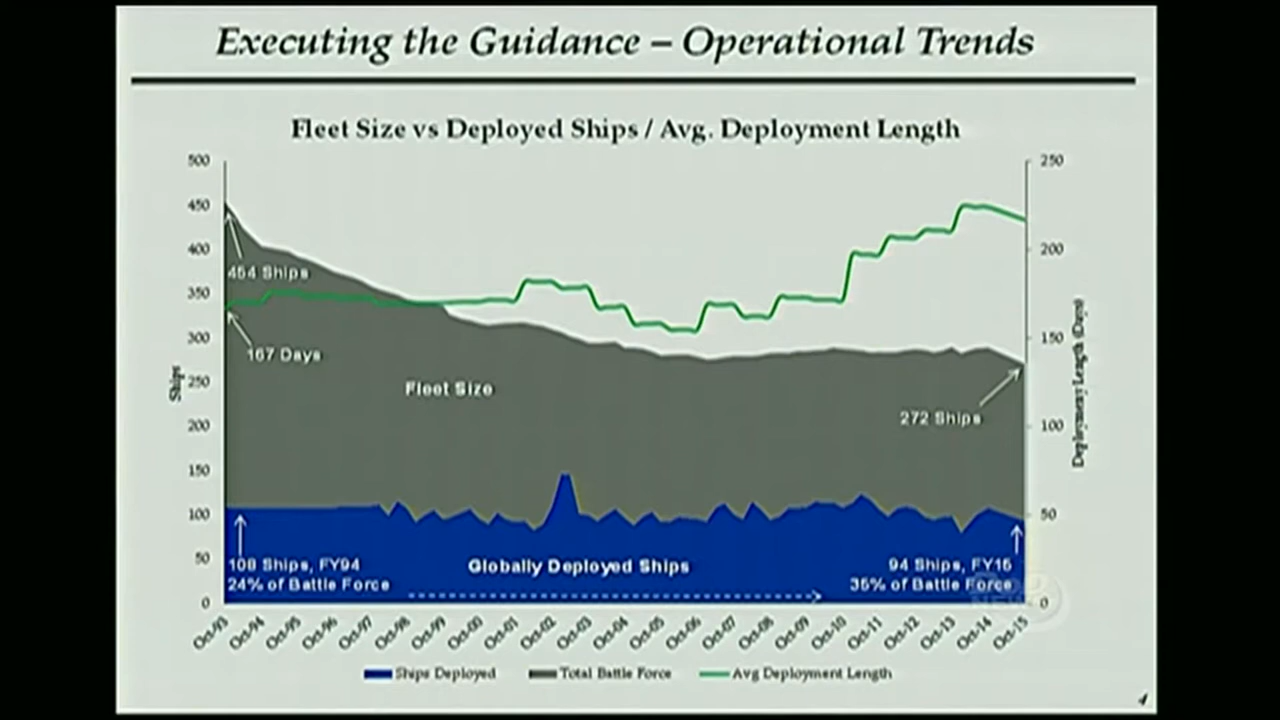 Executing the Guidance – Operational Trends
Fleet Size vs Deployed Ships / Avg. Deployment Length
500
450
400
350
300
250
200
150
100
50
0
Ships
250
200
150
100
50
0
Deployment Length (Days)
454 Ships
167 Days
Fleet Size
272 Ships
108 Ships, FY94
24% of Battle Force
Globally Deployed Ships
94 Ships, FY15
35% of Battle Force
Oct-93
Oct-94
Oct-95
Oct-96
Oct-97
Oct-98
Oct-99
Oct-00
Oct-01
Oct-02
Oct-03
Oct-04
Oct-05
Oct-06
Oct-07
Oct-08
Oct-09
Oct-10
Oct-11
Oct-12
Oct-13
Oct-14
Oct-15
Ships Deployed
Total Battle Force
Avg Deployment Length
4